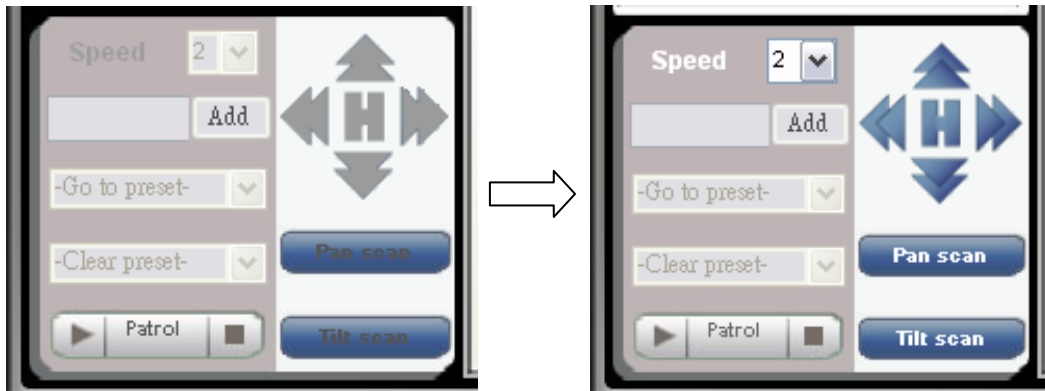 Speed 2
H
Add
-Go to preset-
-Clear preset-
Pan scan
Patrol
Tilt scan
Speed 2
H
Add
-Go to preset-
-Clear preset-
Pan scan
Patrol
Tilt scan